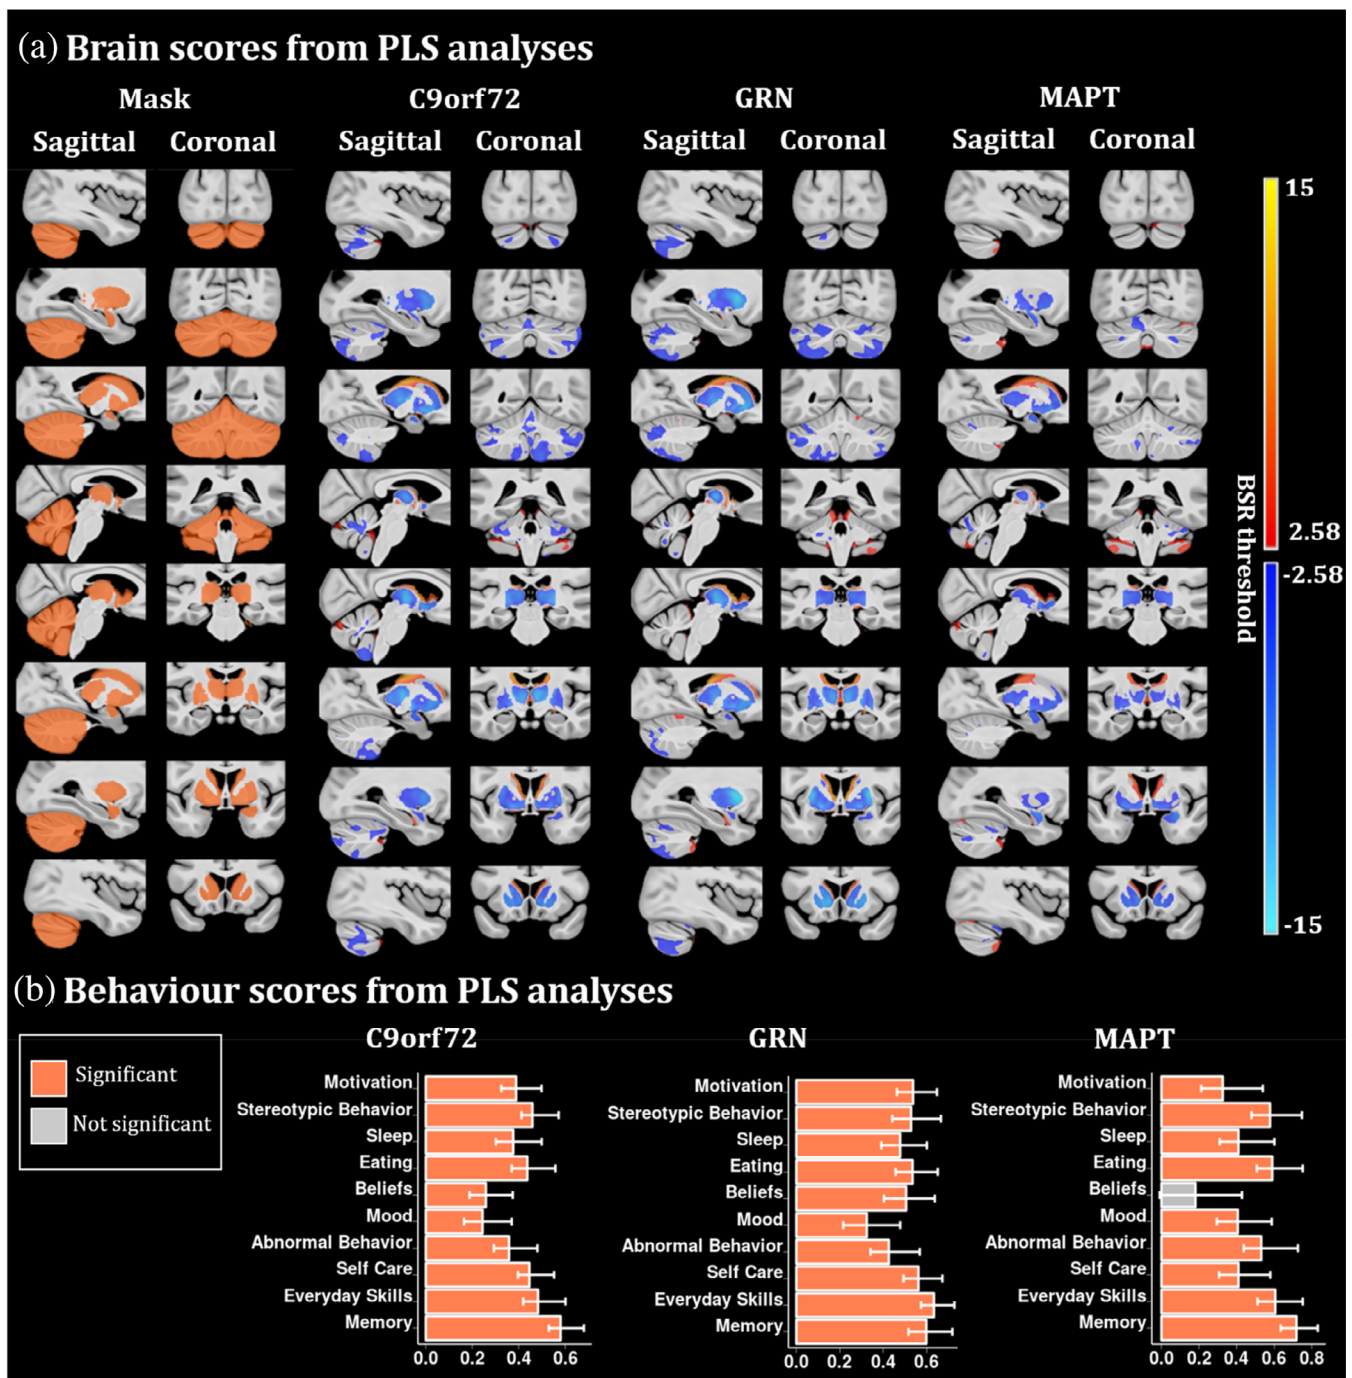 (a) Brain scores from PLS analyses
Mask C9orf72 GRN MAPT
Sagittal Coronal Sagittal Coronal Sagittal Coronal Sagittal Coronal
15
BSR threshold
2.58
-2.58
-15
(b) Behaviour scores from PLS analyses
Significant
Not significant
C9orf72
Motivation
Stereotypic Behavior
Sleep
Eating
Beliefs
Mood
Abnormal Behavior
Self Care
Everyday Skills
Memory
0.0 0.2 0.4 0.6
GRN
Motivation
Stereotypic Behavior
Sleep
Eating
Beliefs
Mood
Abnormal Behavior
Self Care
Everyday Skills
Memory
0.0 0.2 0.4 0.6
MAPT
Motivation
Stereotypic Behavior
Sleep
Eating
Beliefs
Mood
Abnormal Behavior
Self Care
Everyday Skills
Memory
0.0 0.2 0.4 0.6 0.8